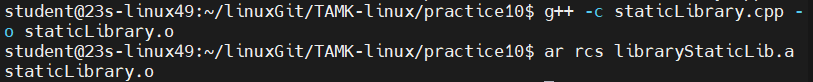 student@23s-linux49:~/linuxGit/TAMK-linux/practice10$ g++ -c staticLibrary.cpp -
o staticLibrary.o
student@23s-linux49:~/linuxGit/TAMK-linux/practice10$ ar rcs libraryStaticLib.a
staticLibrary.o